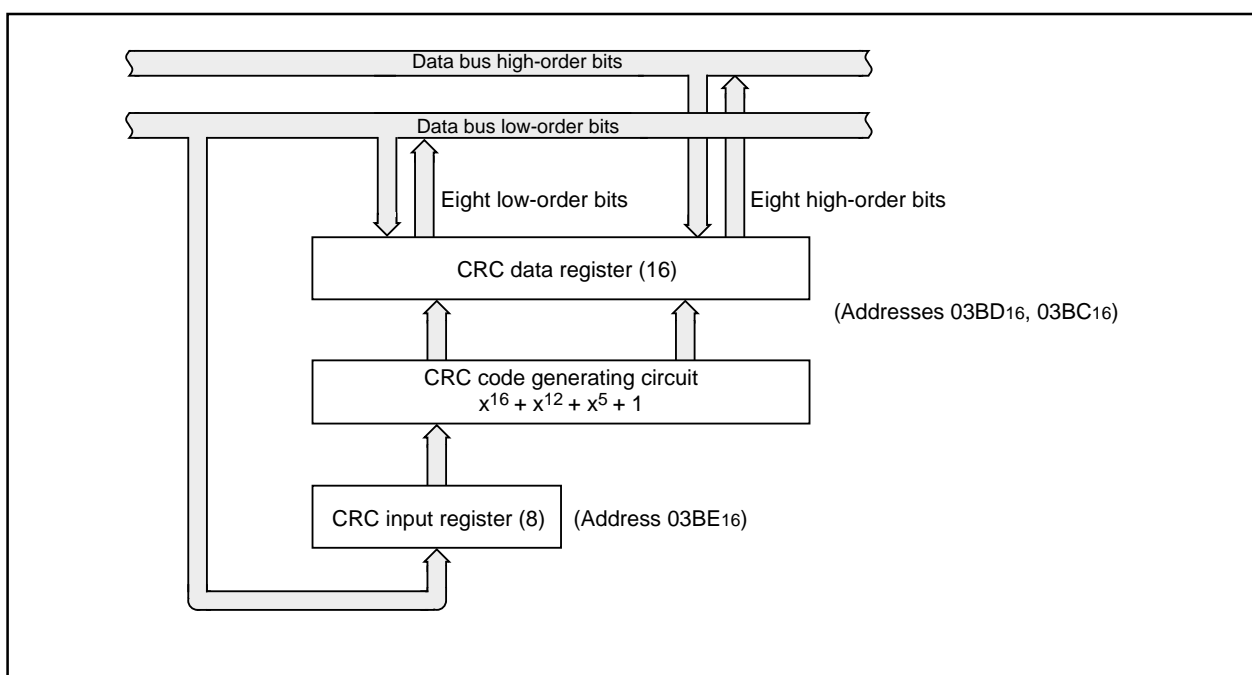 Data bus high-order bits
Data bus low-order bits
Eight low-order bits
Eight high-order bits
CRC data register (16)
(Addresses 03BD16, 03BC16)
CRC code generating circuit
x16 + x12 + x5 + 1
CRC input register (8)
(Address 03BE16)